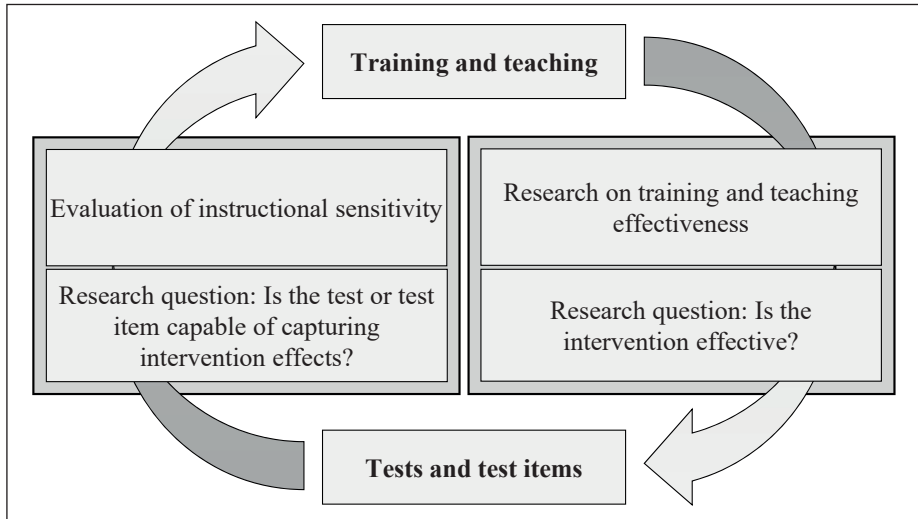 Training and teaching
Evaluation of instructional sensitivity
Research question: Is the test or test
item capable of capturing
intervention effects?
Research on training and teaching
effectiveness
Research question: Is the
intervention effective?
Tests and test items